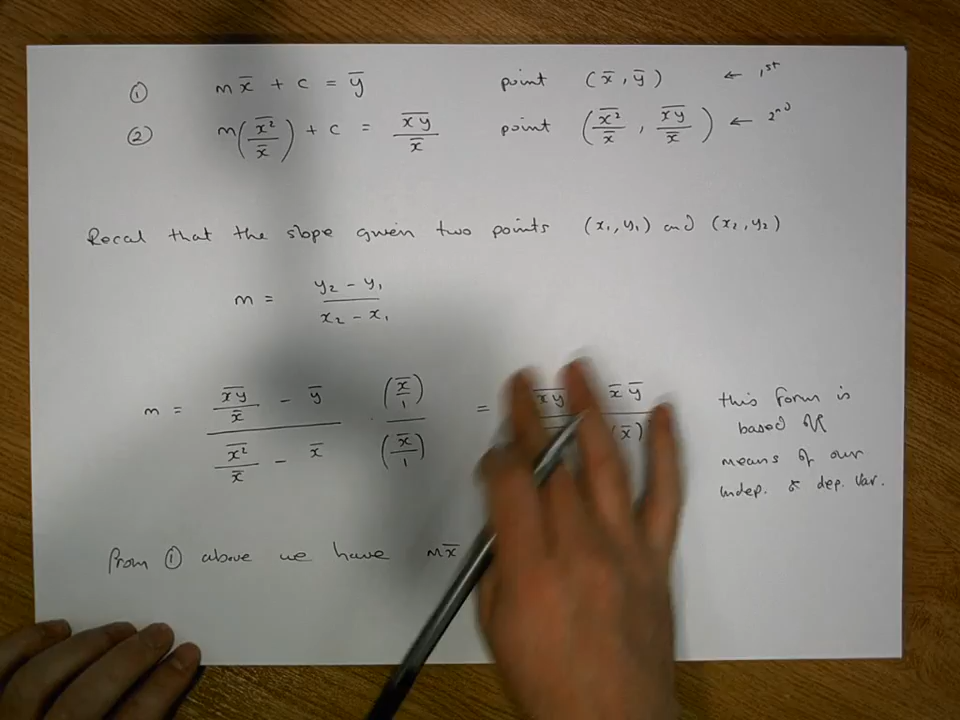 ① m x̅ + c = y̅ point (x̅, y̅) ← 1st
② m(x̅²̅/x̅) + c = x̅y̅/x̅ point (x̅²̅/x̅, x̅y̅/x̅) ← 2nd
Recal that the slope given two points (x₁, y₁) and (x₂, y₂)
m = (y₂ - y₁)/(x₂ - x₁)
m = (x̅y̅/x̅ - y̅)/(x̅²̅/x̅ - x̅) · (x̅/1)/(x̅/1) = x̅y̅ x̅ y̅ / (x̅)
this form is
based off
means of our
indep. & dep. var.
From ① above we have m x̅